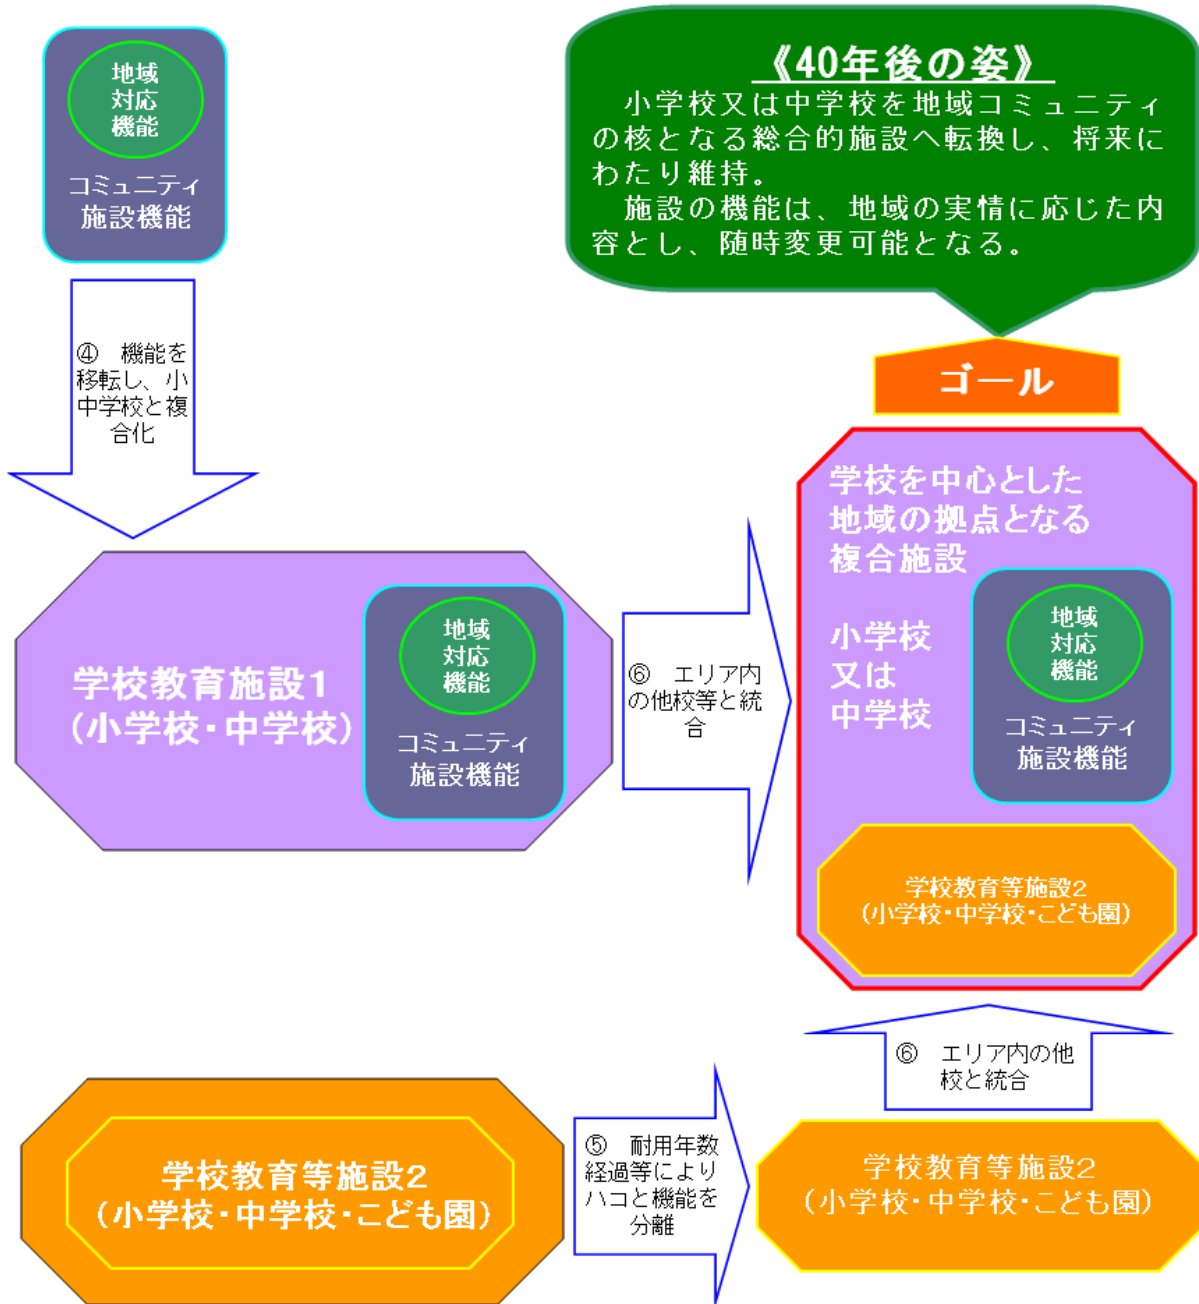 地域
対応
機能
コミュニティ
施設機能
《40年後の姿》
　小学校又は中学校を地域コミュニティ
の核となる総合的施設へ転換し、将来に
わたり維持。
　施設の機能は、地域の実情に応じた内
容とし、随時変更可能となる。
④　機能を
移転し、小
中学校と複
合化
ゴール
学校を中心とした
地域の拠点となる
複合施設
小学校
又は
中学校
地域
対応
機能
コミュニティ
施設機能
学校教育等施設2
(小学校・中学校・こども園)
学校教育施設1
(小学校・中学校)
地域
対応
機能
コミュニティ
施設機能
⑥　エリア内
の他校等と統
合
⑥　エリア内の他
校と統合
学校教育等施設2
(小学校・中学校・こども園)
⑤　耐用年数
経過等により
ハコと機能を
分離
学校教育等施設2
(小学校・中学校・こども園)